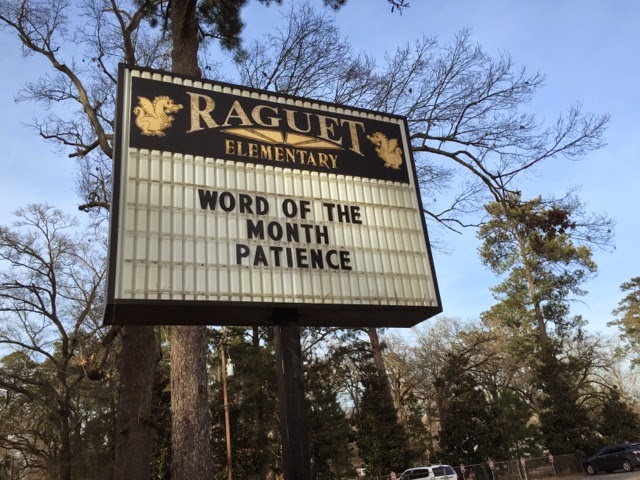 RAGUET
ELEMENTARY
WORD OF THE
MONTH
PATIENCE